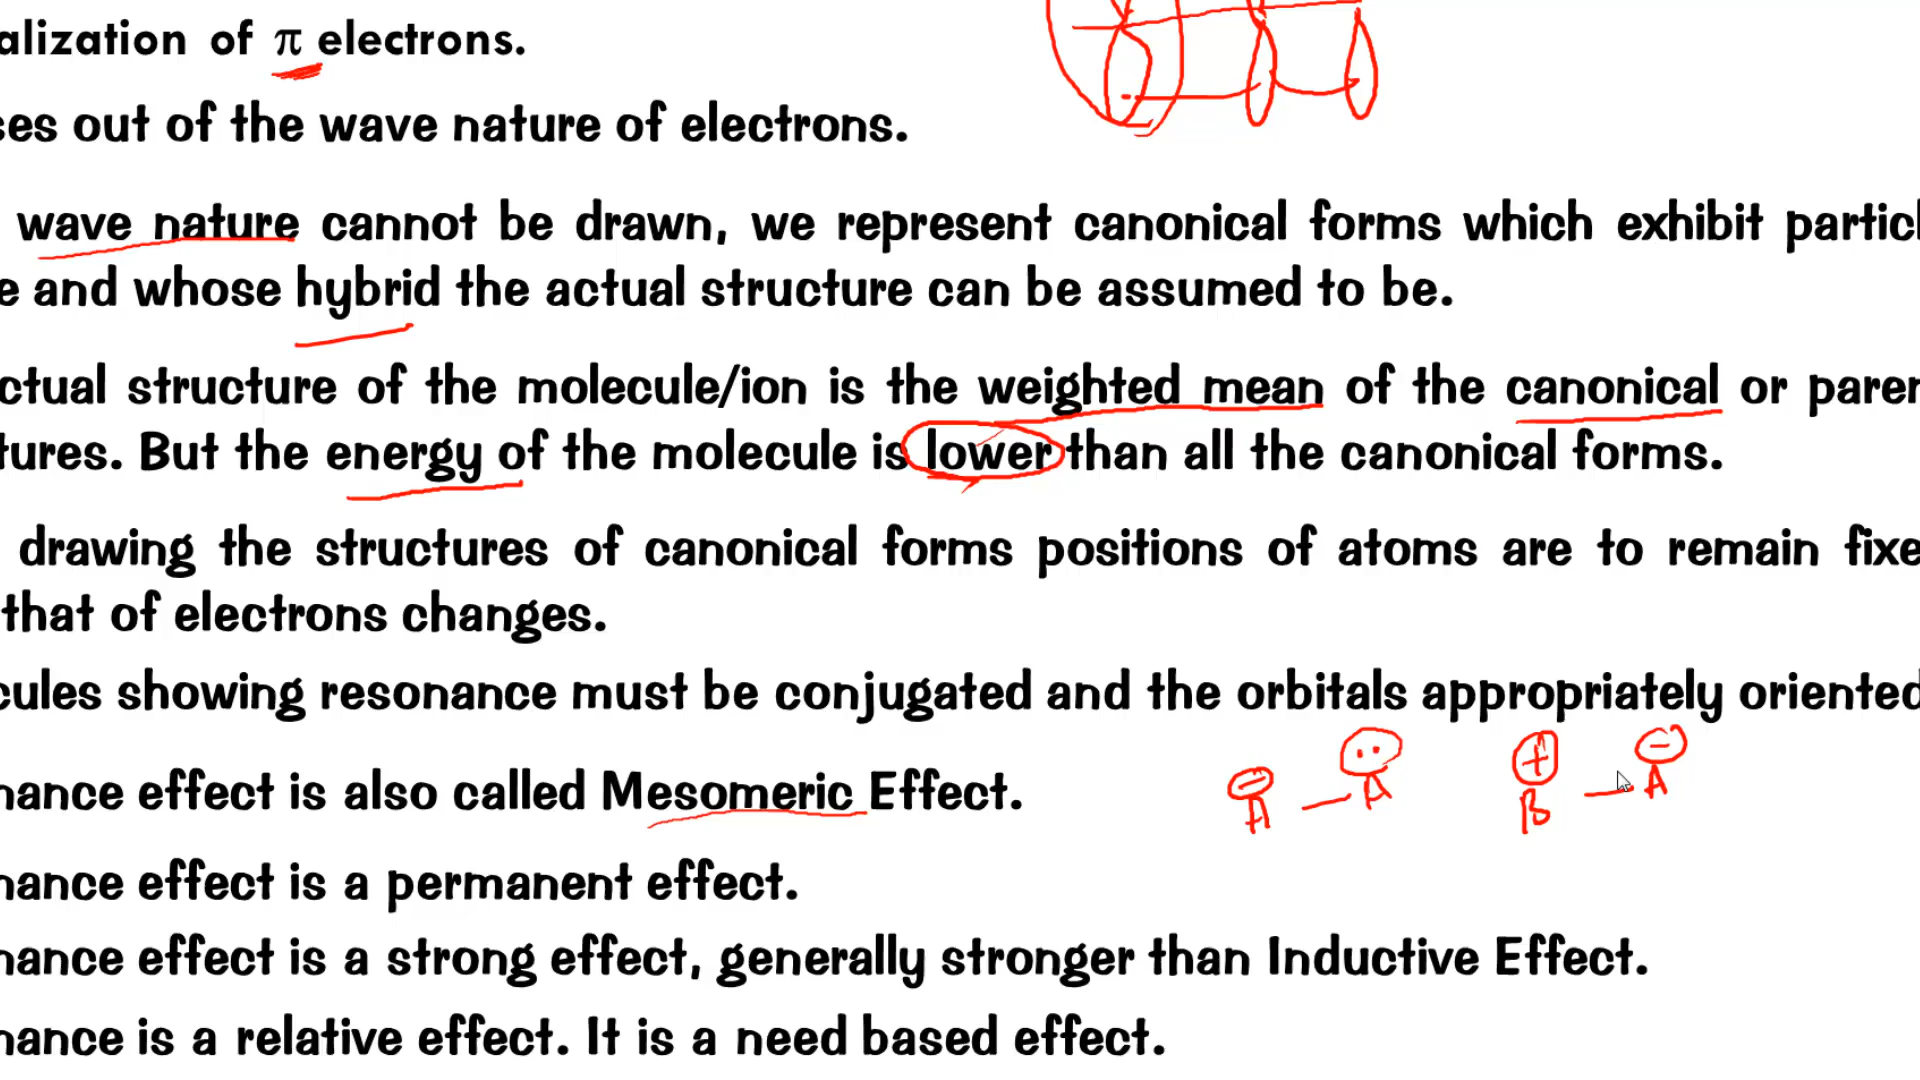 alization of π electrons.
ses out of the wave nature of electrons.
wave nature cannot be drawn, we represent canonical forms which exhibit particl
e and whose hybrid the actual structure can be assumed to be.
ctual structure of the molecule/ion is the weighted mean of the canonical or paren
tures. But the energy of the molecule is lower than all the canonical forms.
drawing the structures of canonical forms positions of atoms are to remain fixe
that of electrons changes.
cules showing resonance must be conjugated and the orbitals appropriately oriented
⊖ A — A ·· ⊕ B — A ⊖
nance effect is also called Mesomeric Effect.
nance effect is a permanent effect.
nance effect is a strong effect, generally stronger than Inductive Effect.
nance is a relative effect. It is a need based effect.